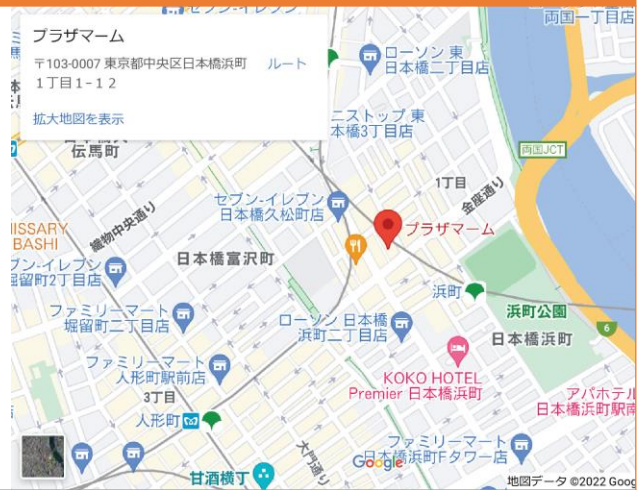 プラザマーム
〒103-0007 東京都中央区日本橋浜町
1丁目1-12
ルート
拡大地図を表示
セブン-イレブン
両国一丁目店
ローソン 東
日本橋二丁目店
ニストップ 東
本橋3丁目店
伝馬町
両国JCT
1丁目
金座通り
セブン-イレブン
日本橋久松町店
プラザマーム
織物中央通り
MISSARY
BASHI
日本橋富沢町
ブン-イレブン
堀留町2丁目店
浜町
浜町公園
6
日本橋浜町
ファミリーマート
堀留町二丁目店
ローソン 日本橋
浜町二丁目店
ファミリーマート
人形町駅前店
KOKO HOTEL
Premier 日本橋浜町
アパホテル
日本橋浜町駅南
3丁目
人形町
大門通り
ファミリーマート
日本橋浜町Fタワー店
甘酒横丁
Google
地図データ ©2022 Goog